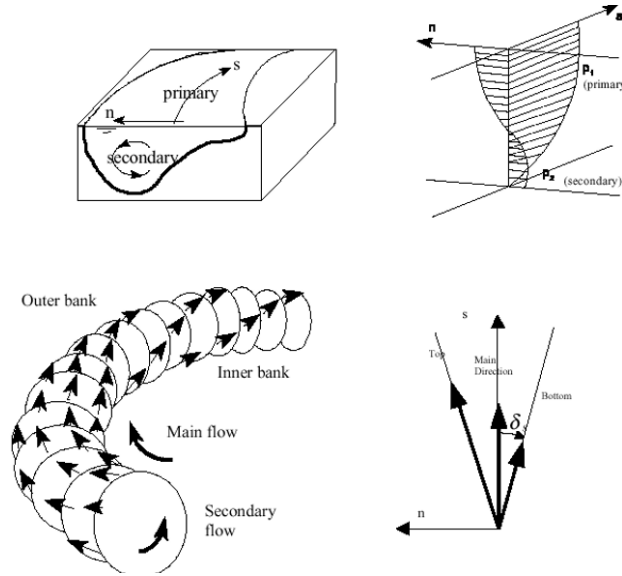 s
primary
n
secondary
n
s
p₁
(primary
p₂
(secondary)
Outer bank
Inner bank
Main flow
Secondary
flow
s
Top
Main
Direction
Bottom
δ
n